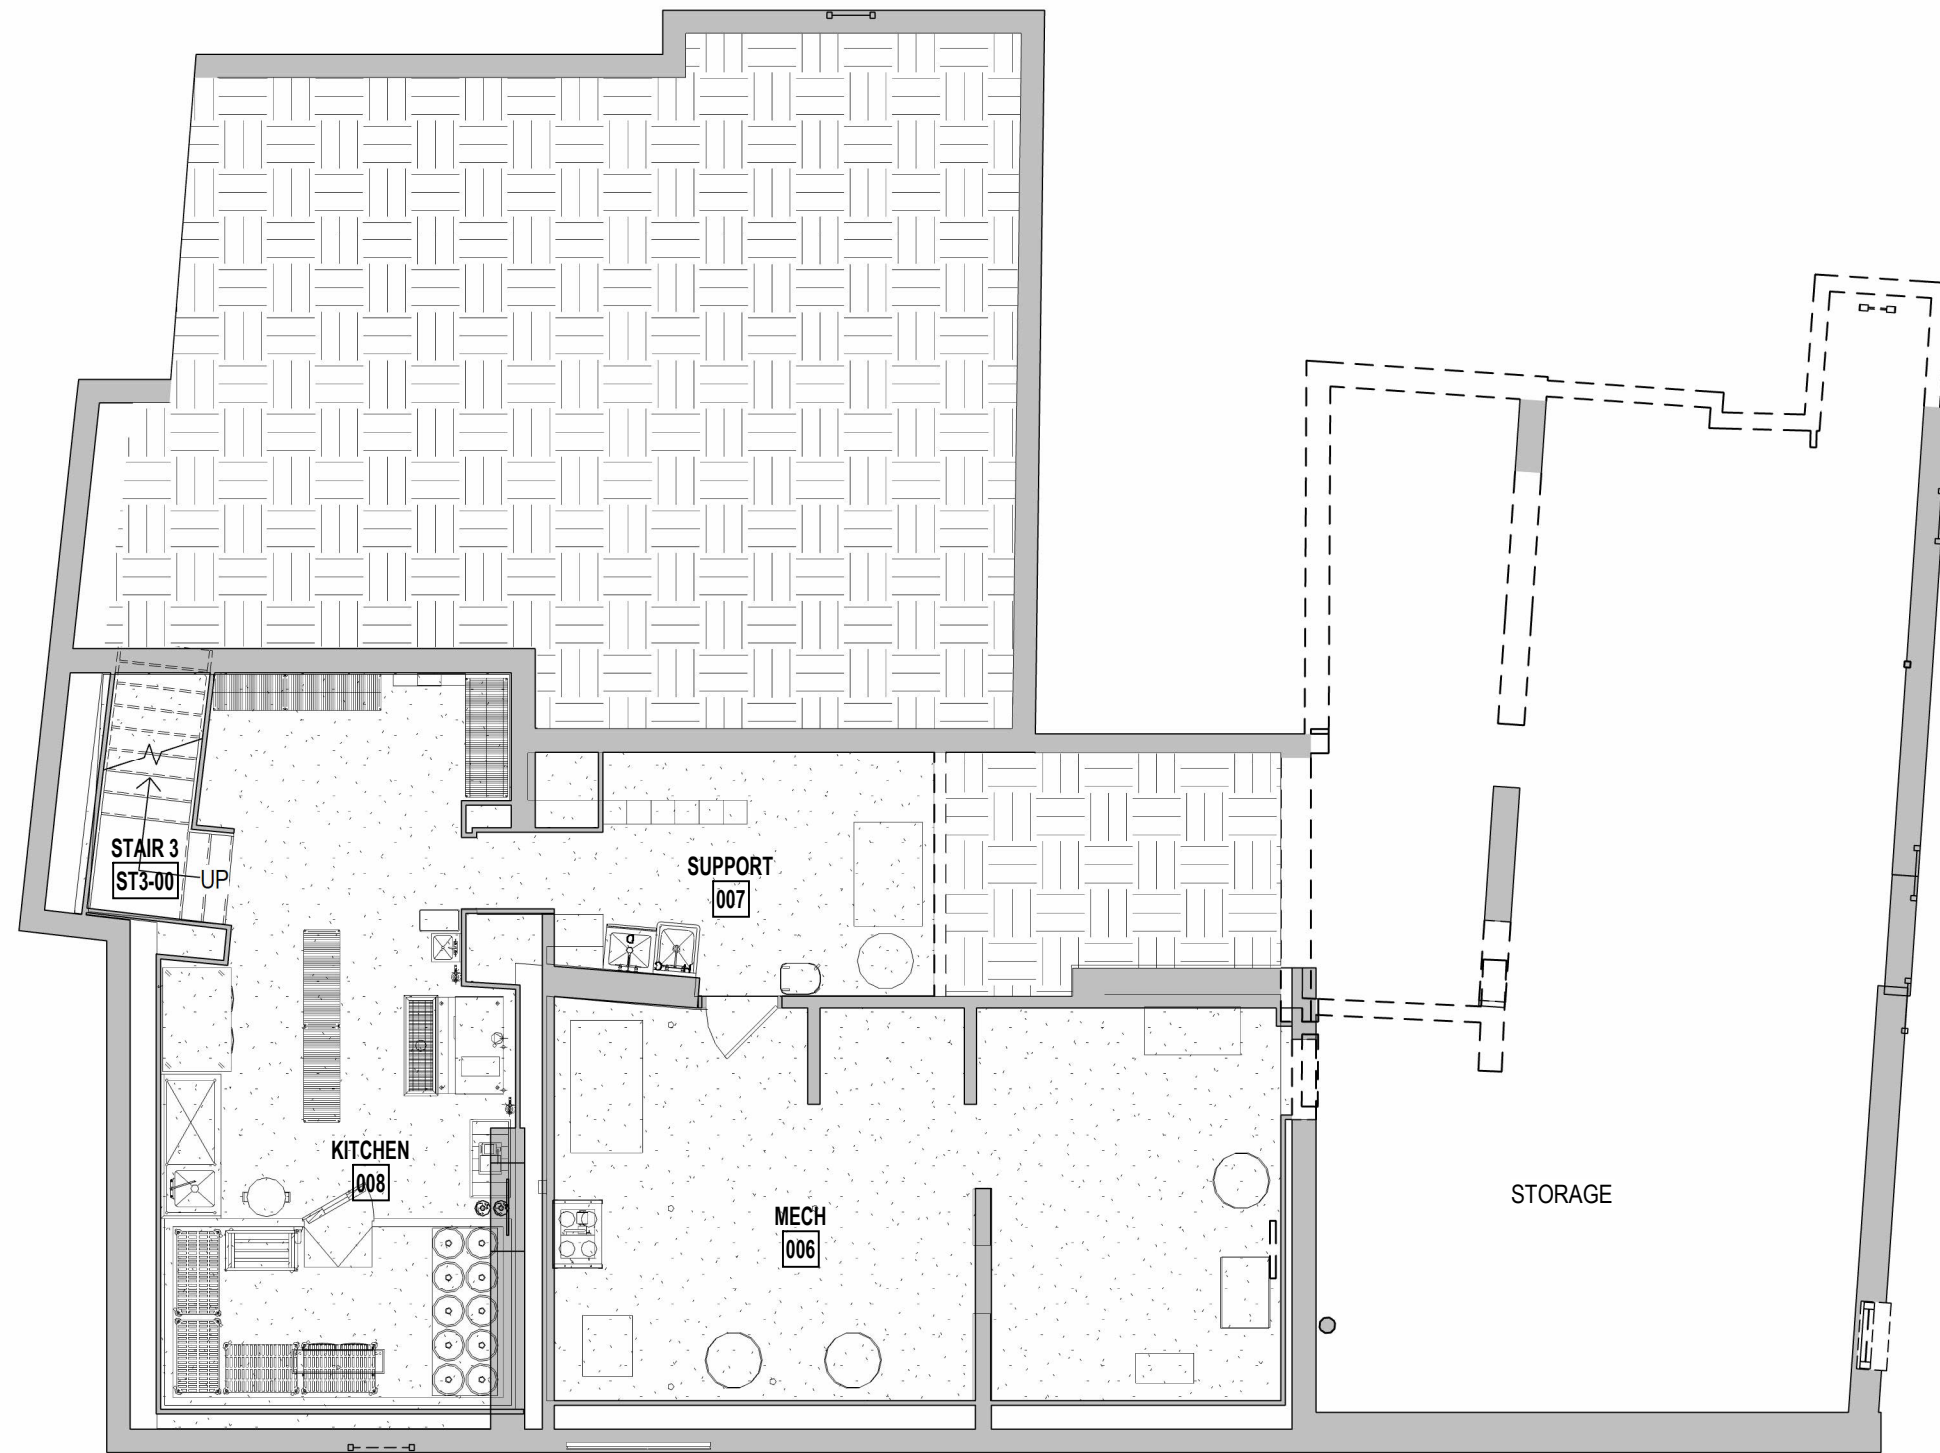 STAIR 3
ST3-00
UP
SUPPORT
007
KITCHEN
008
MECH
006
STORAGE